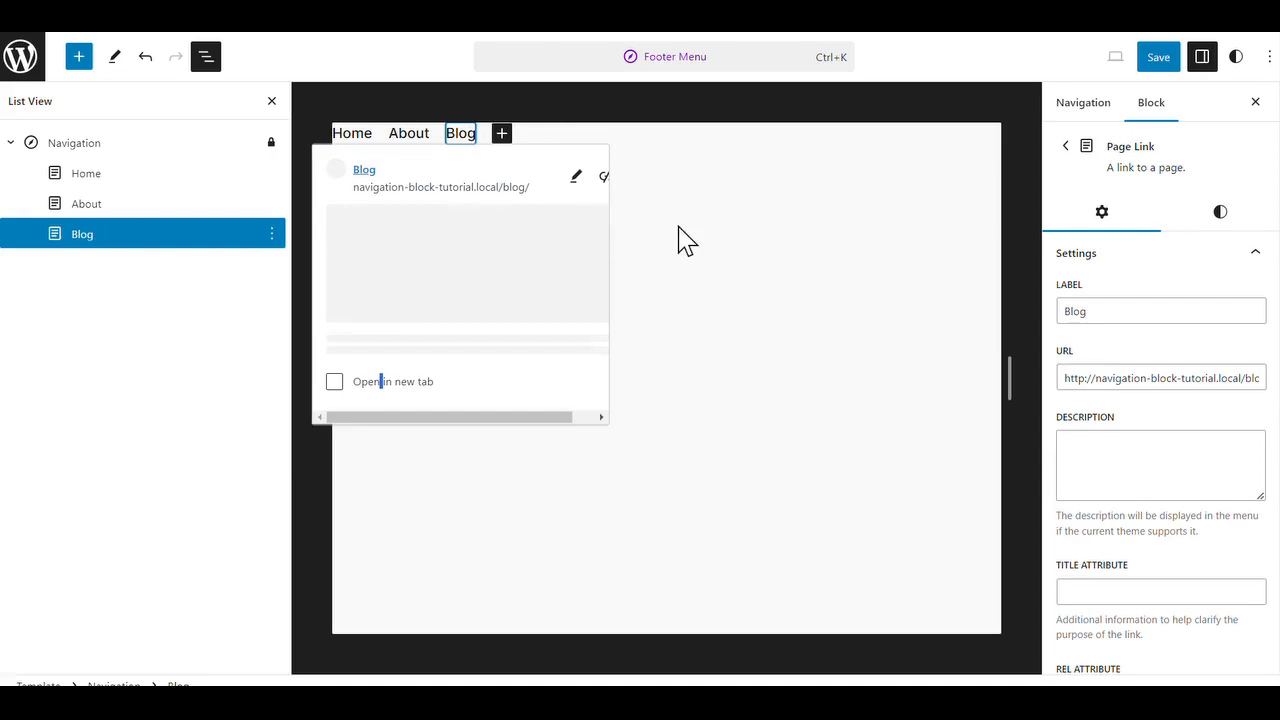 Footer Menu
Ctrl+K
Save
List View
Navigation
Home
About
Blog
Home About Blog
Blog
navigation-block-tutorial.local/blog/
Open in new tab
Navigation
Block
Page Link
A link to a page.
Settings
LABEL
Blog
URL
http://navigation-block-tutorial.local/blc
DESCRIPTION
The description will be displayed in the menu
if the current theme supports it.
TITLE ATTRIBUTE
Additional information to help clarify the
purpose of the link.
REL ATTRIBUTE
Template > Navigation > Blog